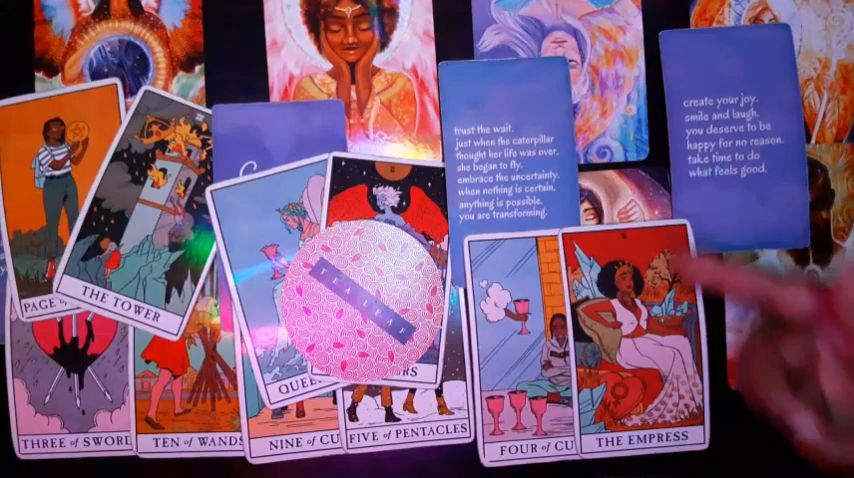 trust the wait.
just when the caterpillar
thought her life was over,
she began to fly.
embrace the uncertainty.
when nothing is certain,
anything is possible.
you are transforming.
create your joy.
smile and laugh.
you deserve to be
happy for no reason.
take time to do
what feels good.
PAGE
THE TOWER
TEA LEAF
THREE of SWORD
TEN of WANDS
NINE of CU
FIVE of PENTACLES
FOUR of CU
THE EMPRESS